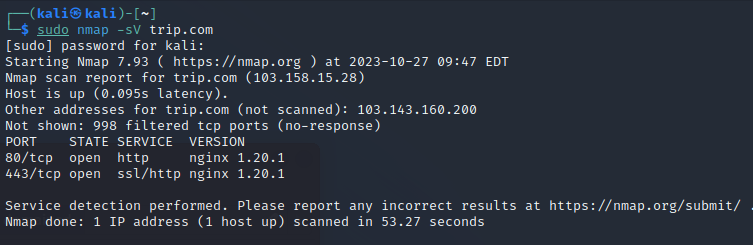 ┌──(kali㉿kali)-[~]
└─$ sudo nmap -sV trip.com
[sudo] password for kali:
Starting Nmap 7.93 ( https://nmap.org ) at 2023-10-27 09:47 EDT
Nmap scan report for trip.com (103.158.15.28)
Host is up (0.095s latency).
Other addresses for trip.com (not scanned): 103.143.160.200
Not shown: 998 filtered tcp ports (no-response)
PORT    STATE SERVICE  VERSION
80/tcp  open  http     nginx 1.20.1
443/tcp open  ssl/http nginx 1.20.1
Service detection performed. Please report any incorrect results at https://nmap.org/submit/ .
Nmap done: 1 IP address (1 host up) scanned in 53.27 seconds